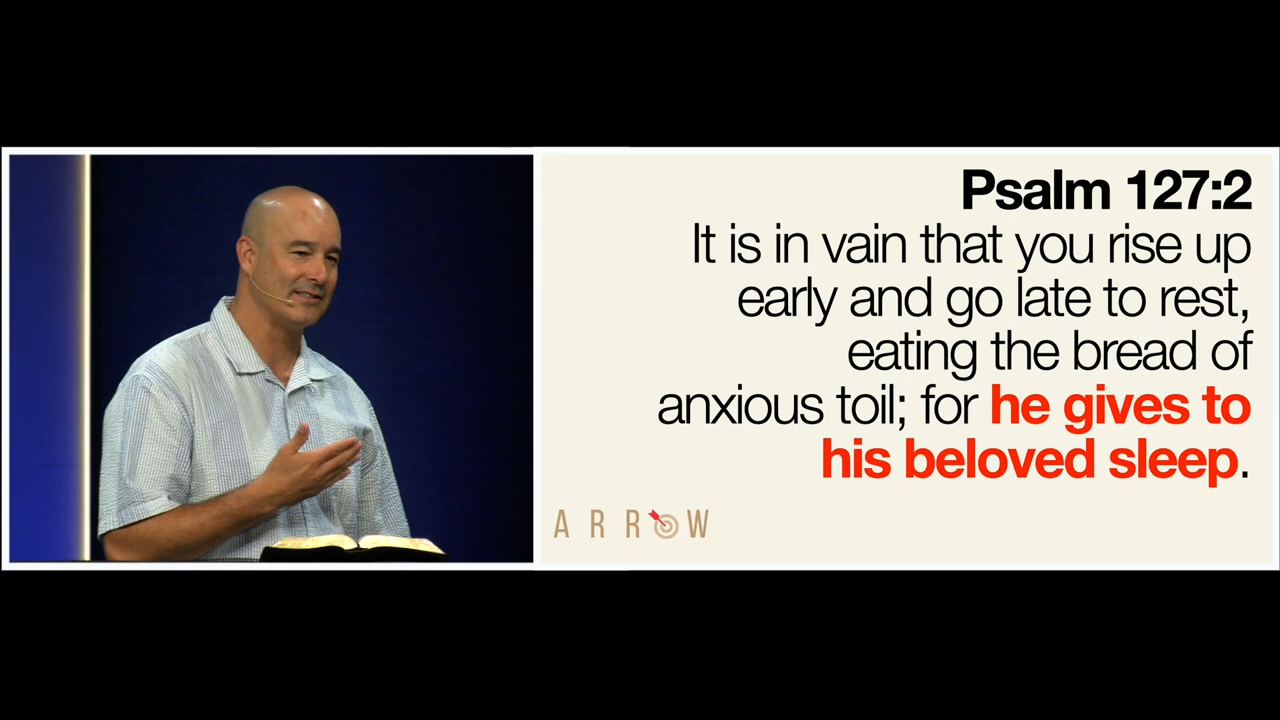 Psalm 127:2
It is in vain that you rise up
early and go late to rest,
eating the bread of
anxious toil; for he gives to
his beloved sleep.
ARROW